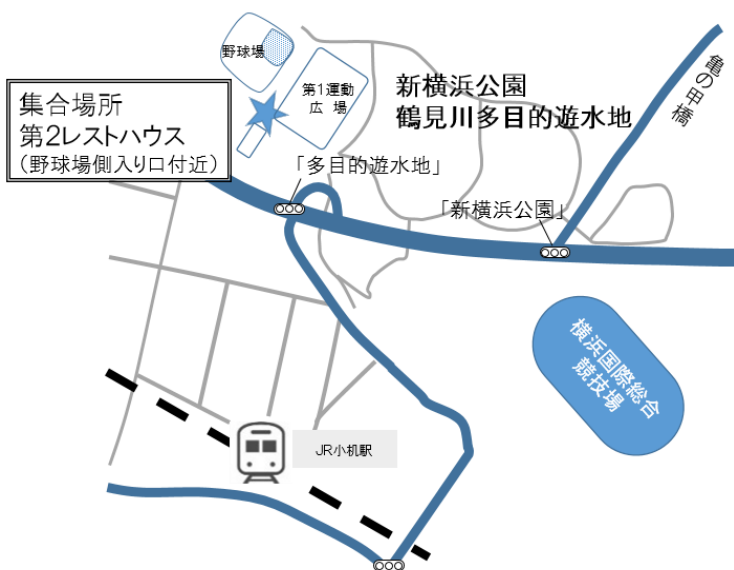 野球場
第1運動
広場
集合場所
第2レストハウス
（野球場側入り口付近）
新横浜公園
鶴見川多目的遊水地
亀の甲橋
「多目的遊水地」
「新横浜公園」
横浜国際総合
競技場
JR小机駅